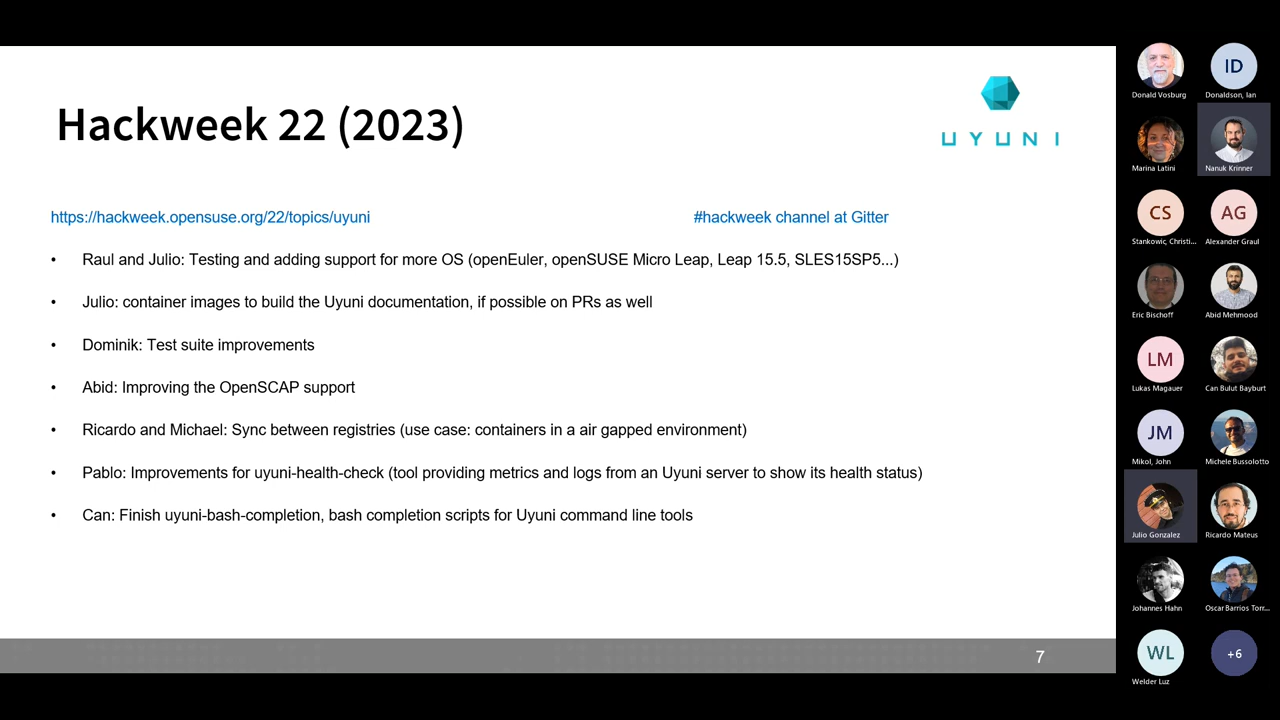 Hackweek 22 (2023)
UYUNI
https://hackweek.opensuse.org/22/topics/uyuni
#hackweek channel at Gitter
• Raul and Julio: Testing and adding support for more OS (openEuler, openSUSE Micro Leap, Leap 15.5, SLES15SP5...)
• Julio: container images to build the Uyuni documentation, if possible on PRs as well
• Dominik: Test suite improvements
• Abid: Improving the OpenSCAP support
• Ricardo and Michael: Sync between registries (use case: containers in a air gapped environment)
• Pablo: Improvements for uyuni-health-check (tool providing metrics and logs from an Uyuni server to show its health status)
• Can: Finish uyuni-bash-completion, bash completion scripts for Uyuni command line tools
7
Donald Vosburg
ID
Donaldson, Ian
Marina Latini
Nanuk Krinner
CS
Stankowic, Christi...
AG
Alexander Graul
Eric Bischoff
Abid Mehmood
LM
Lukas Magauer
Can Bulut Bayburt
JM
Mikol, John
Michele Bussolotto
Julio Gonzalez
Ricardo Mateus
Johannes Hahn
Oscar Barrios Torr...
WL
Welder Luz
+6